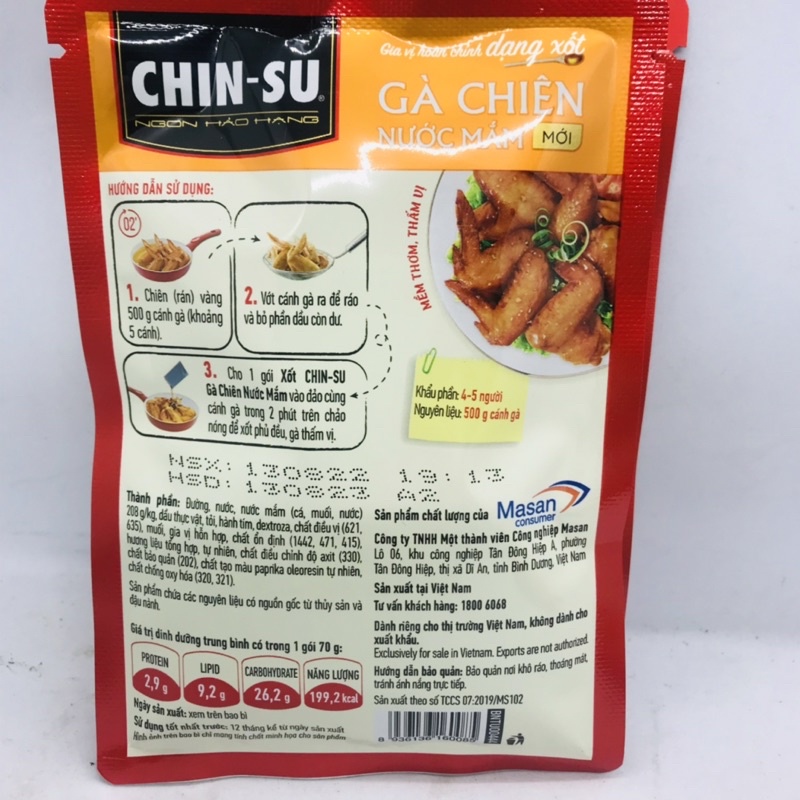 CHIN-SU
NGON HẢO HẠNG
Gia vị hoàn chỉnh dạng xốt
GÀ CHIÊN
NƯỚC MẮM MỚI
HƯỚNG DẪN SỬ DỤNG:
02'
1. Chiên (rán) vàng
500 g cánh gà (khoảng
5 cánh).
2. Vớt cánh gà ra để ráo
và bỏ phần dầu còn dư.
3. Cho 1 gói Xốt CHIN-SU
Gà Chiên Nước Mắm vào đảo cùng
cánh gà trong 2 phút trên chảo
nóng để xốt phủ đều, gà thấm vị.
MỀM THƠM, THẤM VỊ
Khẩu phần: 4-5 người
Nguyên liệu: 500 g cánh gà
NSX: 130822 19: 13
HSD: 130823 A2
Thành phần: Đường, nước, nước mắm (cá, muối, nước)
208 g/kg, dầu thực vật, tỏi, hành tím, dextroza, chất điều vị (621,
635), muối, gia vị hỗn hợp, chất ổn định (1442, 471, 415),
hương liệu tổng hợp, tự nhiên, chất điều chỉnh độ axit (330),
chất bảo quản (202), chất tạo màu paprika oleoresin tự nhiên,
chất chống oxy hóa (320, 321).
Sản phẩm chứa các nguyên liệu có nguồn gốc từ thủy sản và
đậu nành.
Giá trị dinh dưỡng trung bình có trong 1 gói 70 g:
PROTEIN LIPID CARBOHYDRATE NĂNG LƯỢNG
2,9 g 9,2 g 26,2 g 199,2 kcal
Ngày sản xuất: xem trên bao bì
Sử dụng tốt nhất trước: 12 tháng kể từ ngày sản xuất
Hình ảnh trên bao bì chỉ mang tính chất minh họa cho sản phẩm
Sản phẩm chất lượng của Masan
consumer
Công ty TNHH Một thành viên Công nghiệp Masan
Lô 06, khu công nghiệp Tân Đông Hiệp A, phường
Tân Đông Hiệp, thị xã Dĩ An, tỉnh Bình Dương, Việt Nam
Sản xuất tại Việt Nam
Tư vấn khách hàng: 1800 6068
Dành riêng cho thị trường Việt Nam, không dành cho
xuất khẩu.
Exclusively for sale in Vietnam. Exports are not authorized.
Hướng dẫn bảo quản: Bảo quản nơi khô ráo, thoáng mát,
tránh ánh nắng trực tiếp.
Sản xuất theo số TCCS 07:2019/MS102